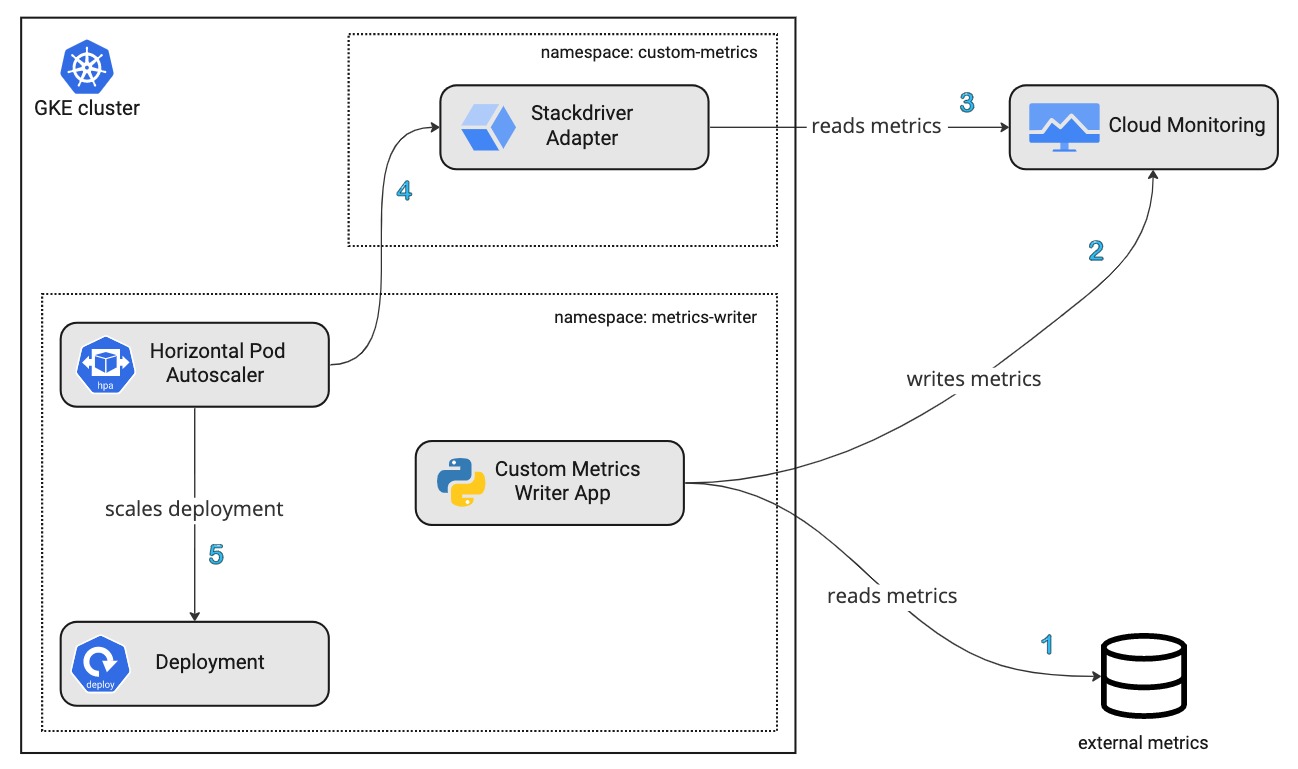 namespace: custom-metrics
GKE cluster
Stackdriver
Adapter
reads metrics
3
Cloud Monitoring
4
2
namespace: metrics-writer
hpa
Horizontal Pod
Autoscaler
writes metrics
Custom Metrics
Writer App
scales deployment
5
reads metrics
1
deploy
Deployment
external metrics